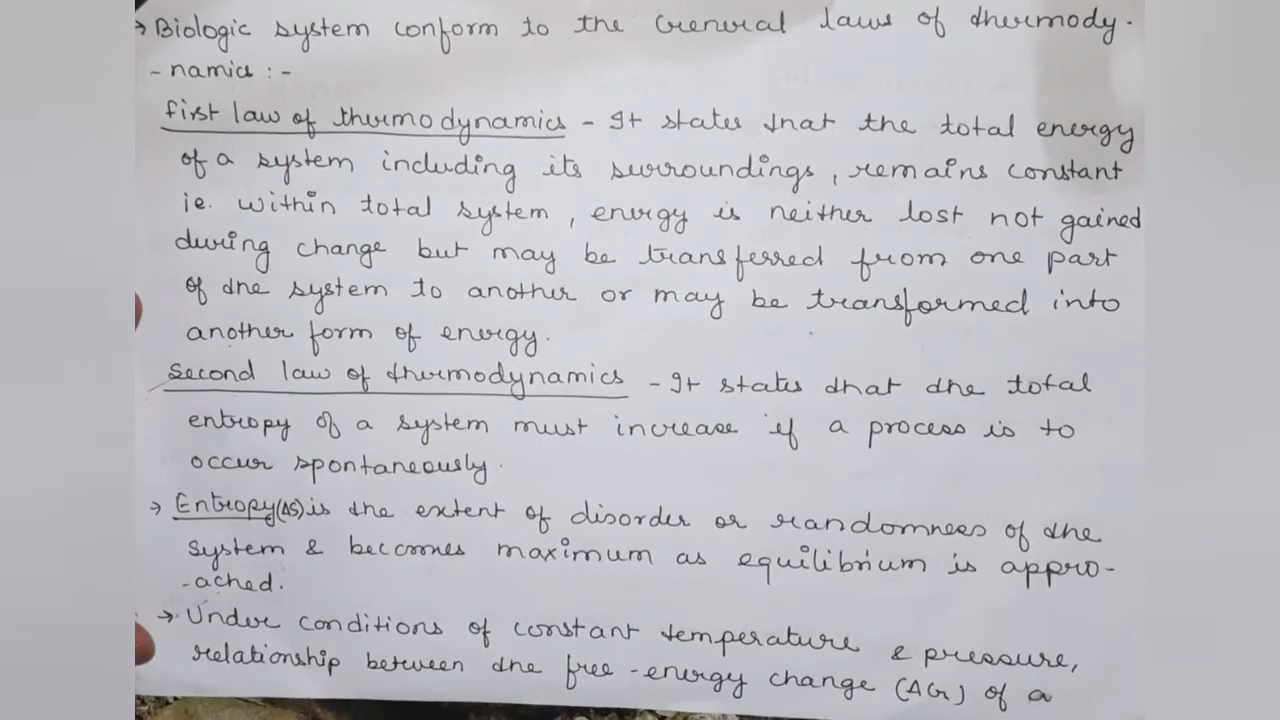 → Biologic system conform to the General laws of thermody-
- namics :-
first law of thermodynamics - It states that the total energy
of a system including its surroundings, remains constant
ie. within total system, energy is neither lost not gained
during change but may be transferred from one part
of the system to another or may be transformed into
another form of energy.
Second law of thermodynamics - It states that the total
entropy of a system must increase if a process is to
occur spontaneously.
→ Entropy(ΔS) is the extent of disorder or randomness of the
system & becomes maximum as equilibrium is appro-
-ached.
→ Under conditions of constant temperature & pressure,
relationship between the free-energy change (ΔG) of a